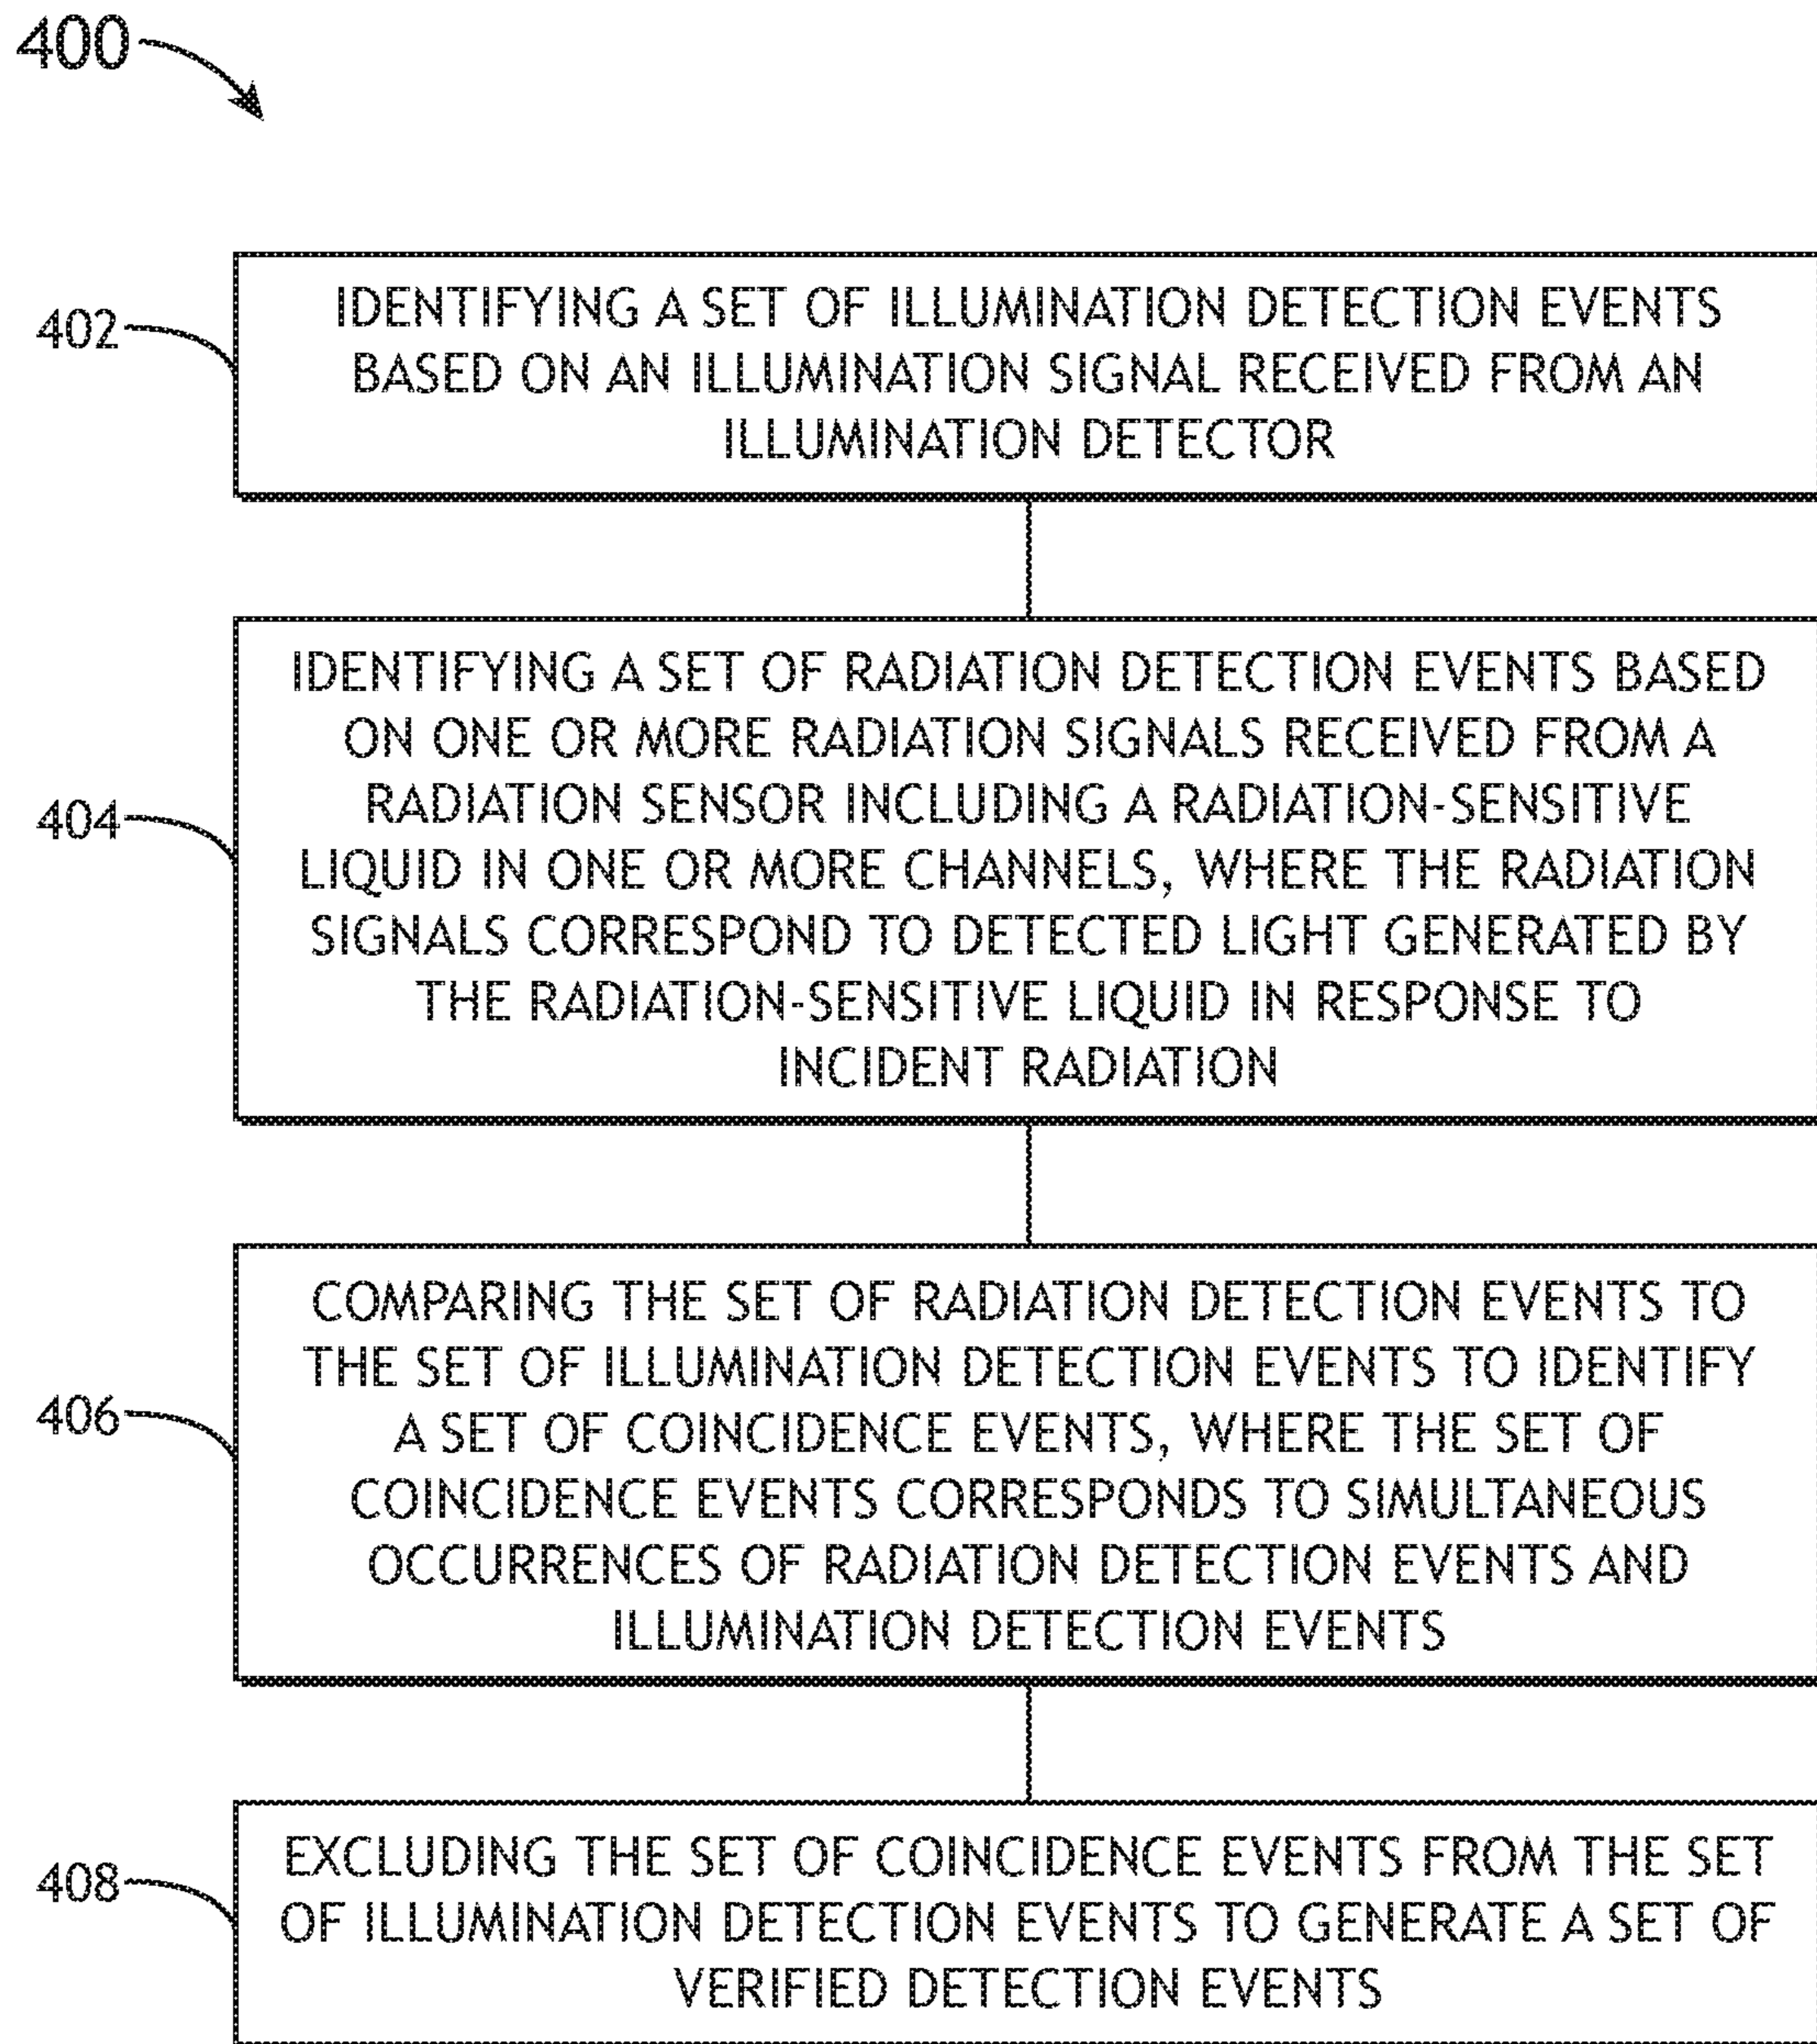 400
402
IDENTIFYING A SET OF ILLUMINATION DETECTION EVENTS
BASED ON AN ILLUMINATION SIGNAL RECEIVED FROM AN
ILLUMINATION DETECTOR
404
IDENTIFYING A SET OF RADIATION DETECTION EVENTS BASED
ON ONE OR MORE RADIATION SIGNALS RECEIVED FROM A
RADIATION SENSOR INCLUDING A RADIATION-SENSITIVE
LIQUID IN ONE OR MORE CHANNELS, WHERE THE RADIATION
SIGNALS CORRESPOND TO DETECTED LIGHT GENERATED BY
THE RADIATION-SENSITIVE LIQUID IN RESPONSE TO
INCIDENT RADIATION
406
COMPARING THE SET OF RADIATION DETECTION EVENTS TO
THE SET OF ILLUMINATION DETECTION EVENTS TO IDENTIFY
A SET OF COINCIDENCE EVENTS, WHERE THE SET OF
COINCIDENCE EVENTS CORRESPONDS TO SIMULTANEOUS
OCCURRENCES OF RADIATION DETECTION EVENTS AND
ILLUMINATION DETECTION EVENTS
408
EXCLUDING THE SET OF COINCIDENCE EVENTS FROM THE SET
OF ILLUMINATION DETECTION EVENTS TO GENERATE A SET OF
VERIFIED DETECTION EVENTS